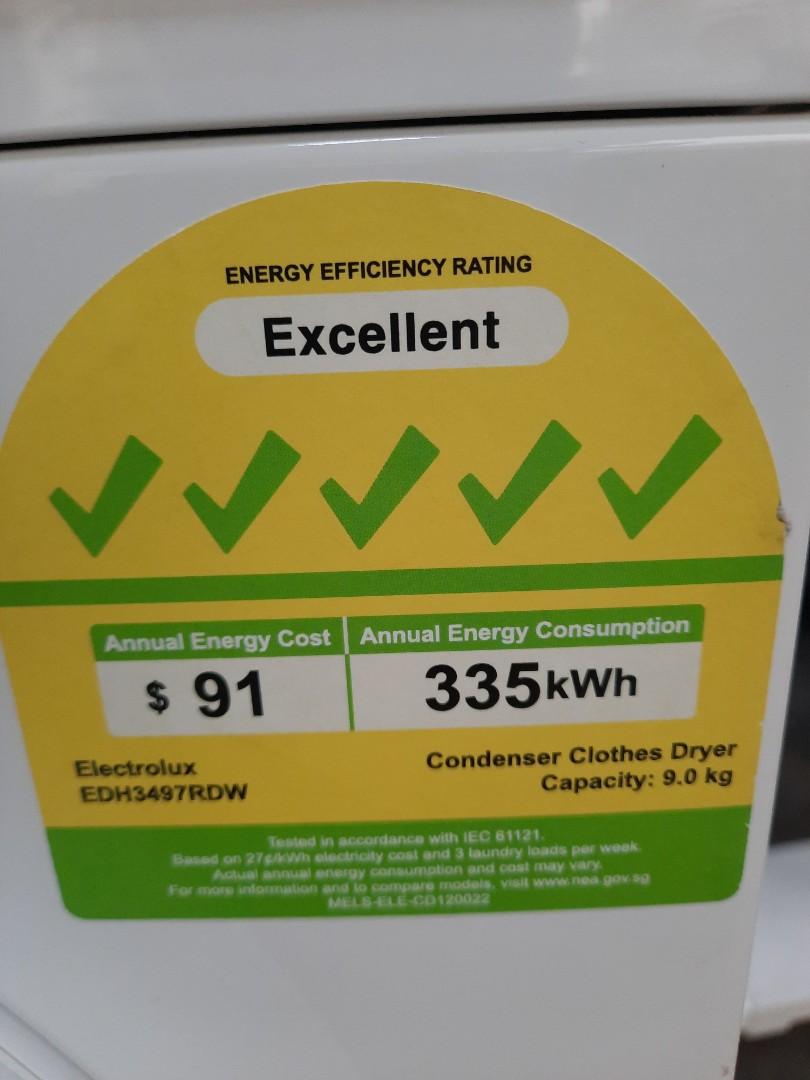 ENERGY EFFICIENCY RATING
Excellent
Annual Energy Cost
$ 91
Annual Energy Consumption
335kWh
Electrolux
EDH3497RDW
Condenser Clothes Dryer
Capacity: 9.0 kg
Tested in accordance with IEC 61121.
Based on 27¢/kWh electricity cost and 3 laundry loads per week.
Actual annual energy consumption and cost may vary.
For more information and to compare models, visit www.nea.gov.sg
MELS-ELE-CD120022